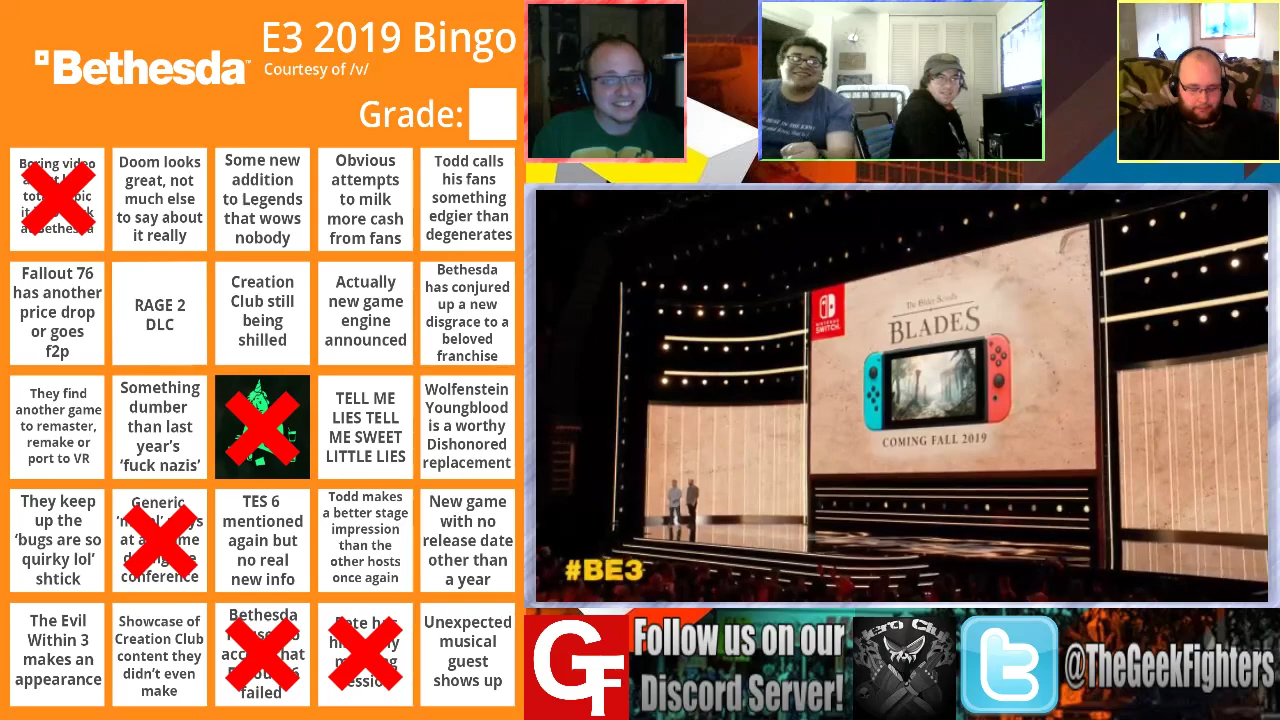 Bethesda
E3 2019 Bingo
Courtesy of /v/
Grade:
Boring video
Doom looks
great, not
much else
to say about
it really
Some new
addition
to Legends
that wows
nobody
Obvious
attempts
to milk
more cash
from fans
Todd calls
his fans
something
edgier than
degenerates
Fallout 76
has another
price drop
or goes
f2p
RAGE 2
DLC
Creation
Club still
being
shilled
Actually
new game
engine
announced
Bethesda
has conjured
up a new
disgrace to a
beloved
franchise
They find
another game
to remaster,
remake or
port to VR
Something
dumber
than last
year's
'fuck nazis'
TELL ME
LIES TELL
ME SWEET
LITTLE LIES
Wolfenstein
Youngblood
is a worthy
Dishonored
replacement
They keep
up the
'bugs are so
quirky lol'
shtick
Generic
conference
TES 6
mentioned
again but
no real
new info
Todd makes
a better stage
impression
than the
other hosts
once again
New game
with no
release date
other than
a year
The Evil
Within 3
makes an
appearance
Showcase of
Creation Club
content they
didn't even
make
Bethesda
failed
Unexpected
musical
guest
shows up
NINTENDO
SWITCH
The Elder Scrolls
BLADES
COMING FALL 2019
#BE3
GF
Follow us on our
Discord Server!
@TheGeekFighters